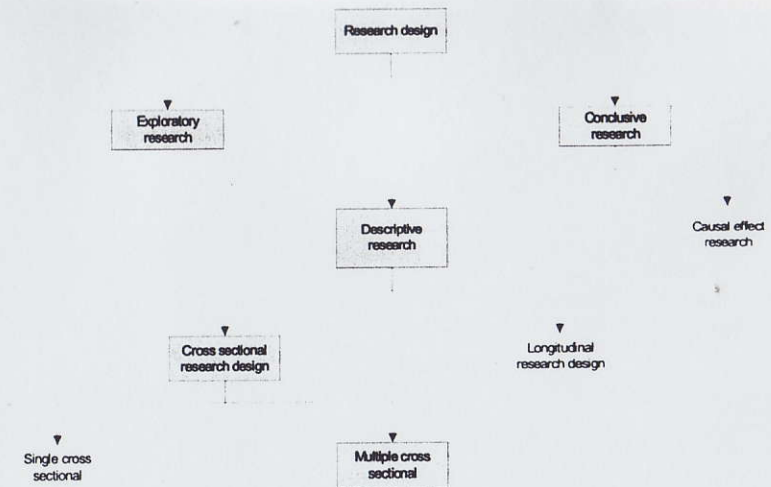 Research design
Exploratory
research
Conclusive
research
Descriptive
research
Causal effect
research
Cross sectional
research design
Longitudinal
research design
Single cross
sectional
Multiple cross
sectional